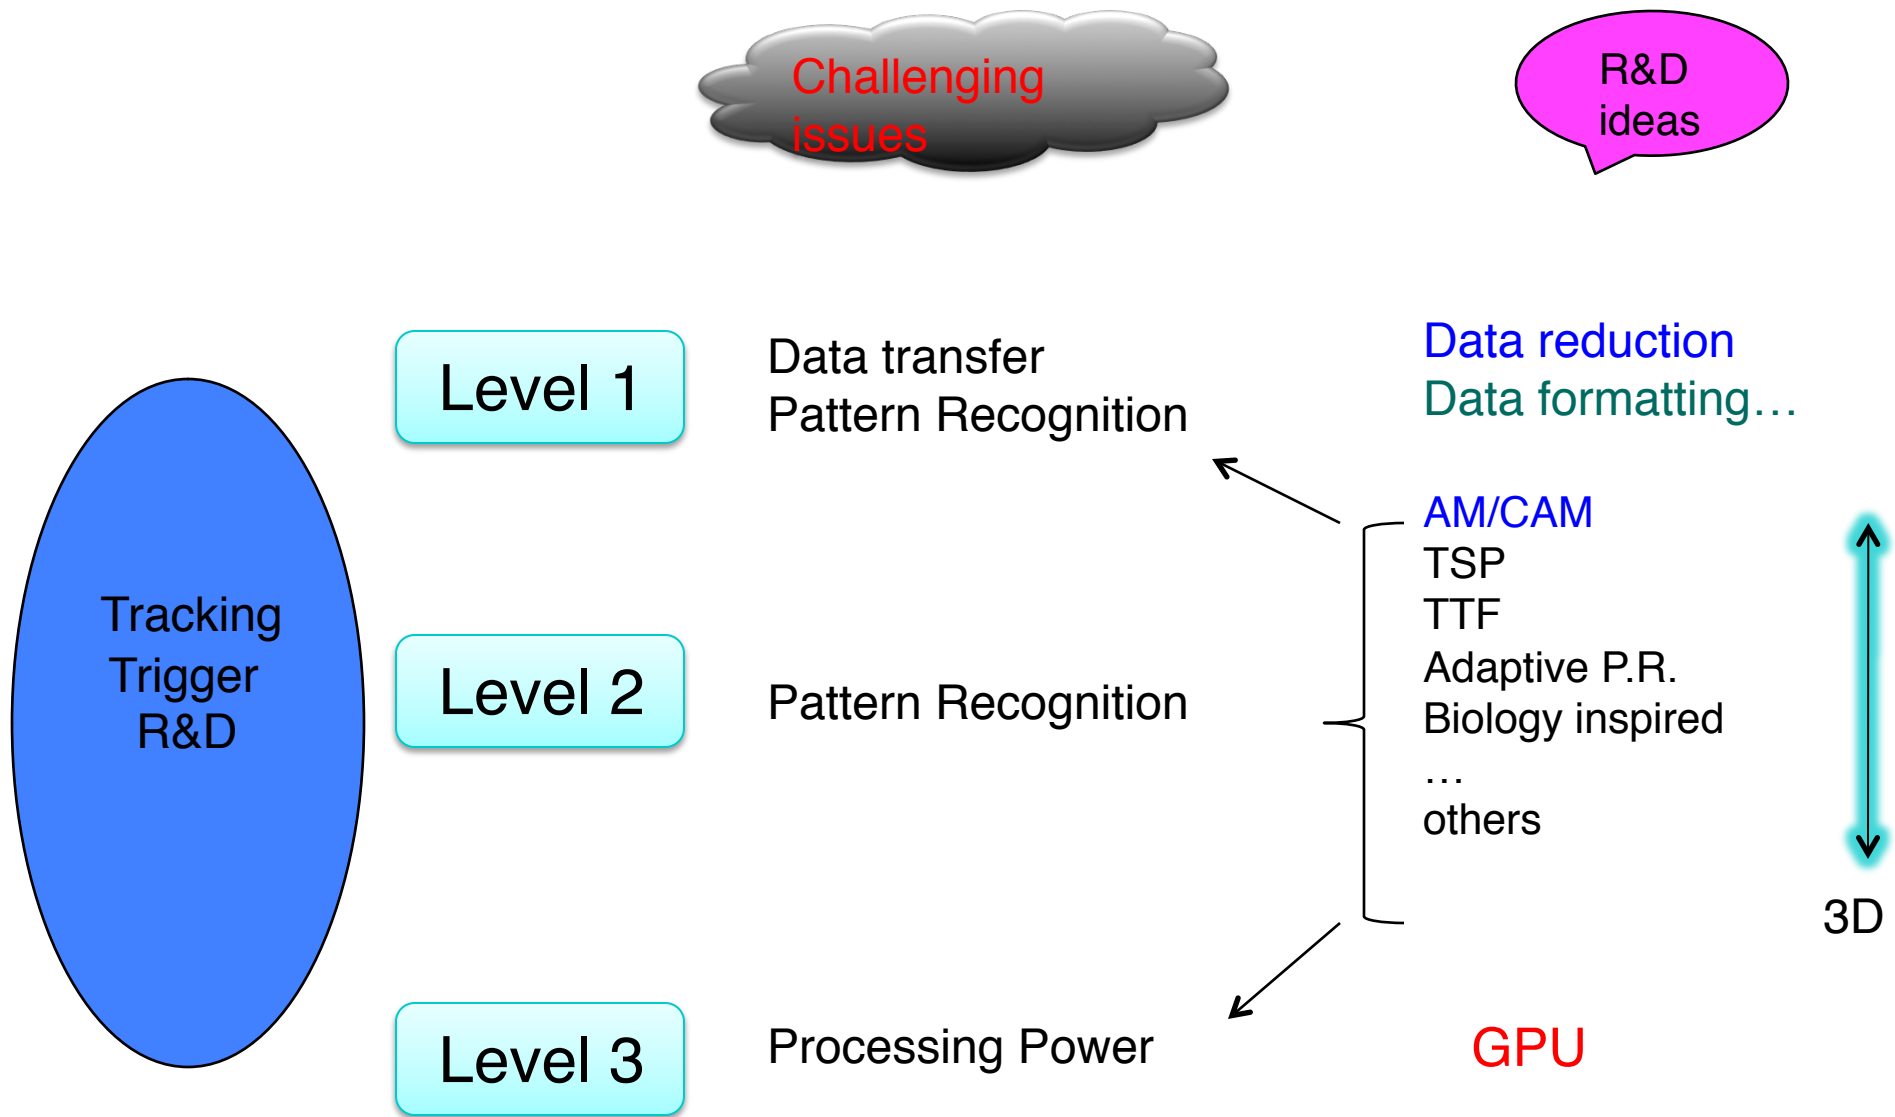 Challenging
issues
R&D
ideas
Tracking
Trigger
R&D
Level 1
Data transfer
Pattern Recognition
Data reduction
Data formatting…
Level 2
Pattern Recognition
AM/CAM
TSP
TTF
Adaptive P.R.
Biology inspired
…
others
3D
Level 3
Processing Power
GPU